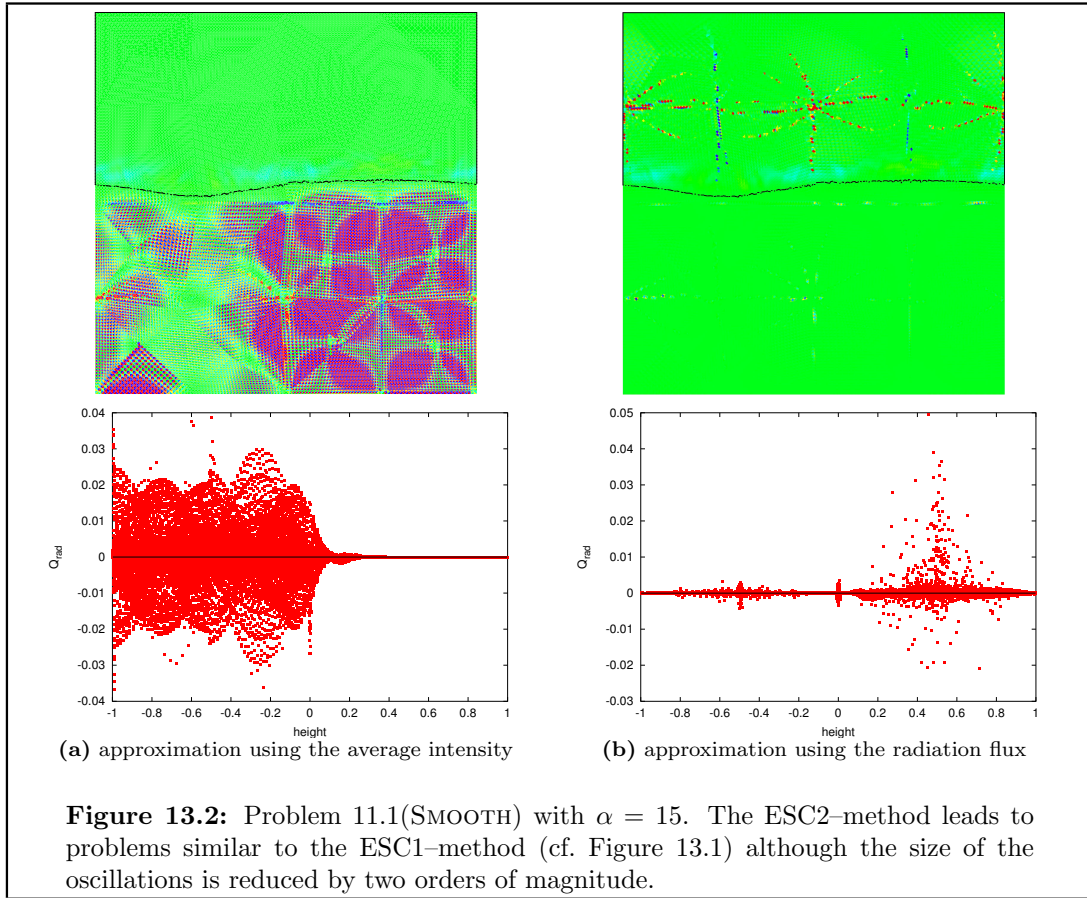 0.04
0.03
0.02
0.01
0
-0.01
-0.02
-0.03
-0.04
Q_rad
-1 -0.8 -0.6 -0.4 -0.2 0 0.2 0.4 0.6 0.8 1
height
(a) approximation using the average intensity
0.05
0.04
0.03
0.02
0.01
0
-0.01
-0.02
-0.03
Q_rad
-1 -0.8 -0.6 -0.4 -0.2 0 0.2 0.4 0.6 0.8 1
height
(b) approximation using the radiation flux
Figure 13.2: Problem 11.1(SMOOTH) with α = 15. The ESC2–method leads to
problems similar to the ESC1–method (cf. Figure 13.1) although the size of the
oscillations is reduced by two orders of magnitude.